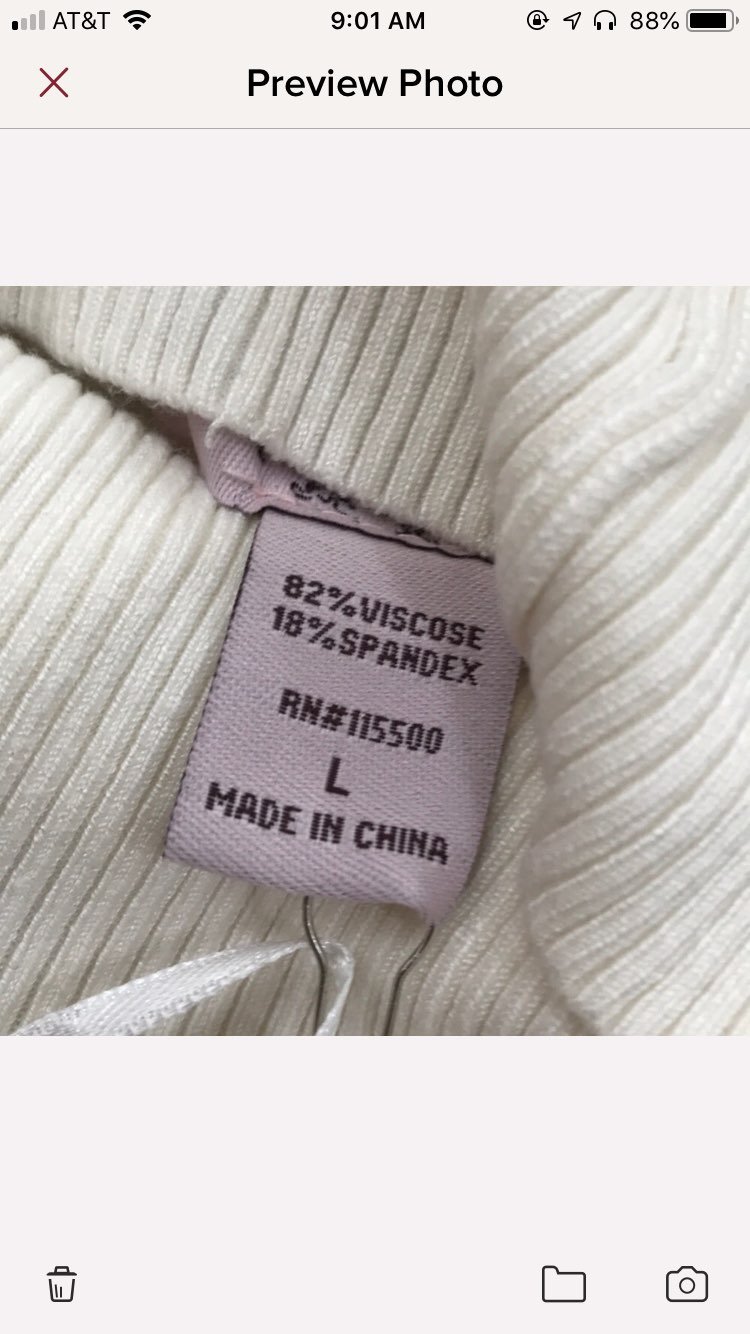 AT&T
9:01 AM
88%
Preview Photo
82%VISCOSE
18%SPANDEX
RN#115500
L
MADE IN CHINA